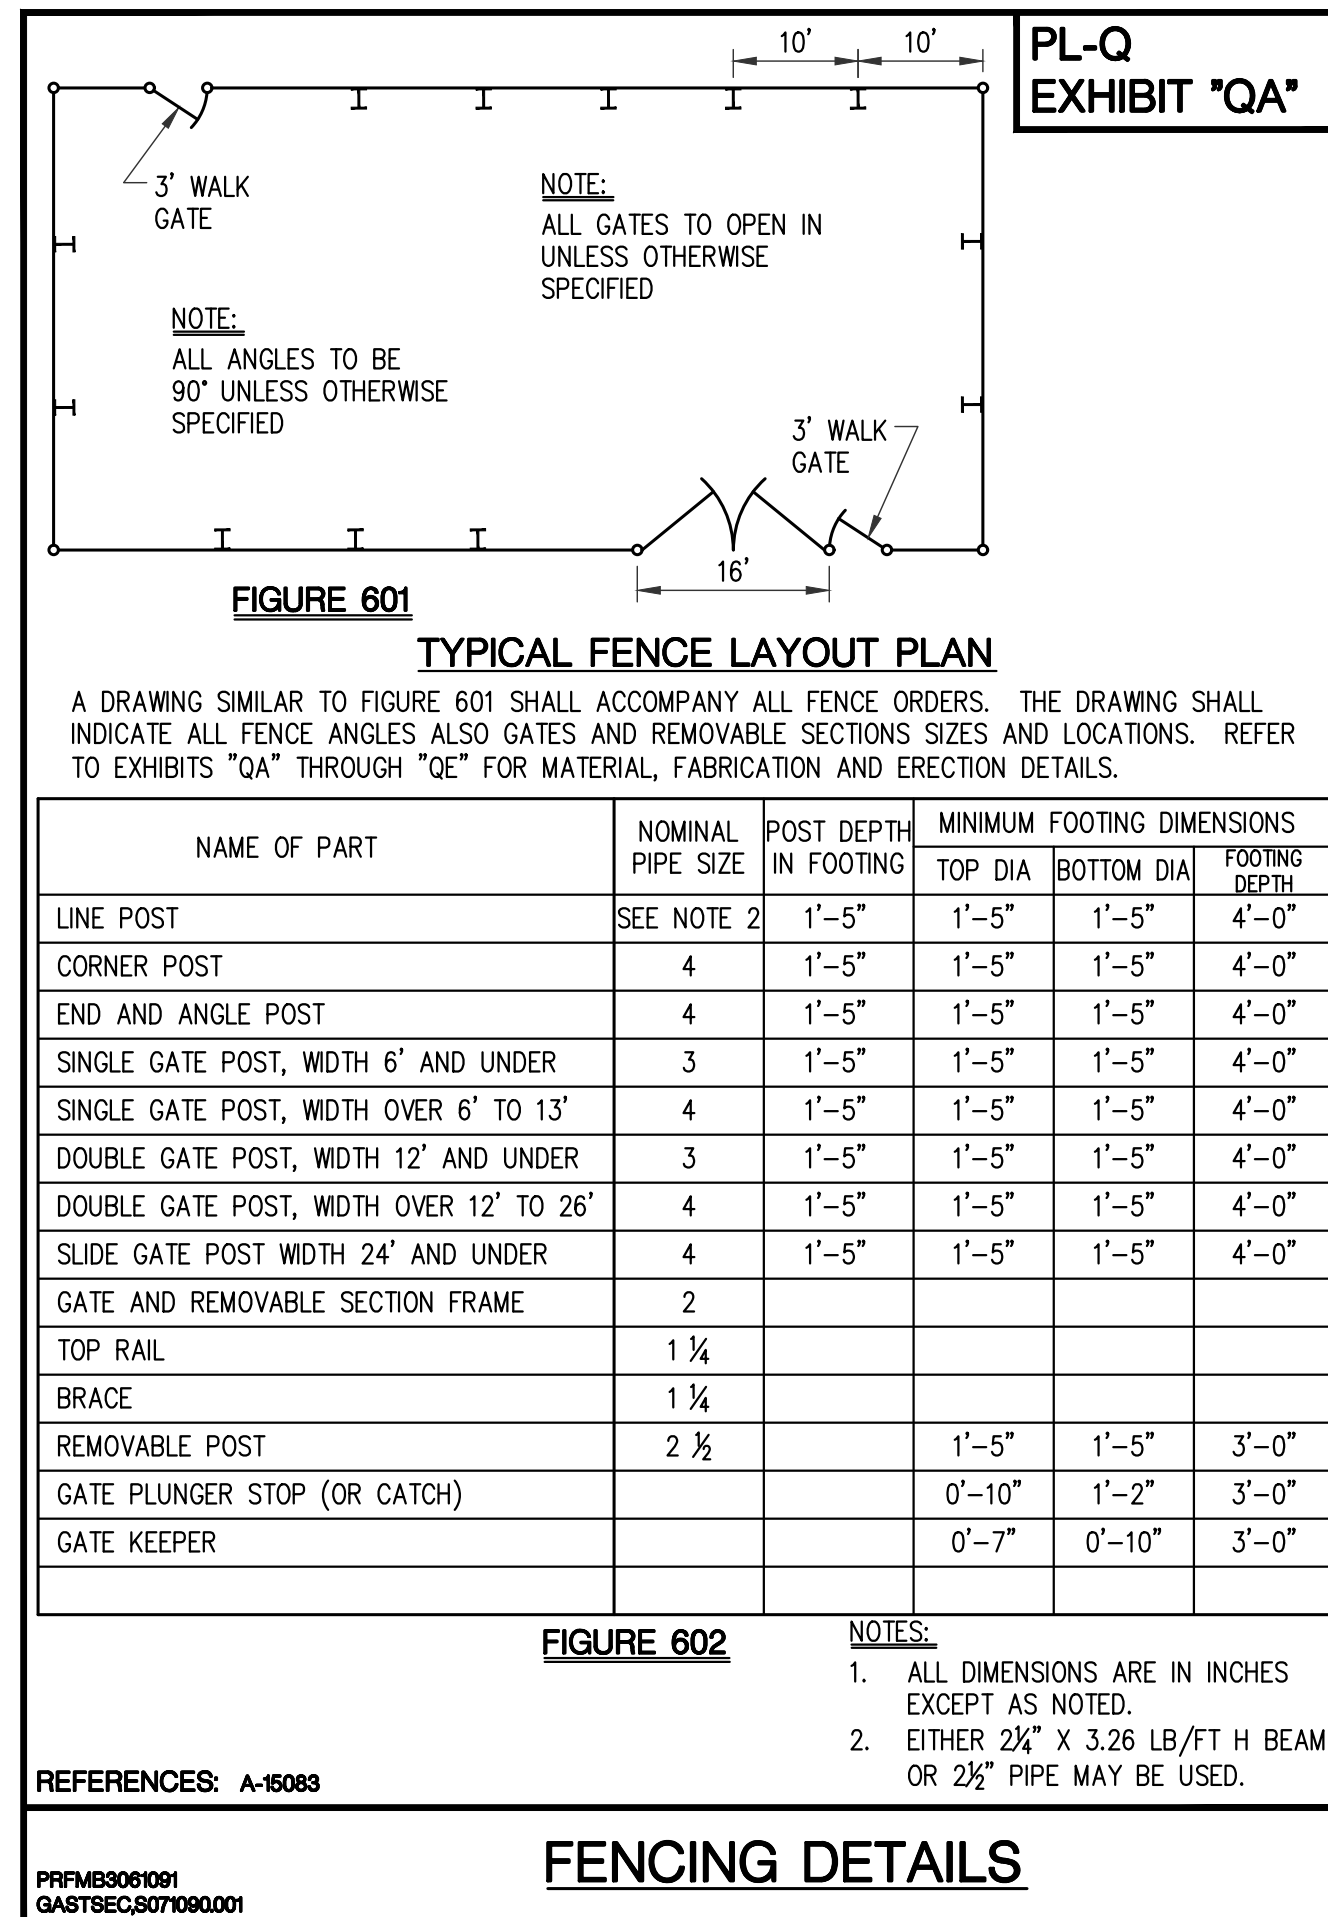 10' 10'
PL-Q
EXHIBIT "QA"
3' WALK
GATE
NOTE:
ALL GATES TO OPEN IN
UNLESS OTHERWISE
SPECIFIED
NOTE:
ALL ANGLES TO BE
90° UNLESS OTHERWISE
SPECIFIED
3' WALK
GATE
16'
FIGURE 601
TYPICAL FENCE LAYOUT PLAN
A DRAWING SIMILAR TO FIGURE 601 SHALL ACCOMPANY ALL FENCE ORDERS. THE DRAWING SHALL
INDICATE ALL FENCE ANGLES ALSO GATES AND REMOVABLE SECTIONS SIZES AND LOCATIONS. REFER
TO EXHIBITS "QA" THROUGH "QE" FOR MATERIAL, FABRICATION AND ERECTION DETAILS.
NAME OF PART
NOMINAL
PIPE SIZE
POST DEPTH
IN FOOTING
MINIMUM FOOTING DIMENSIONS
TOP DIA
BOTTOM DIA
FOOTING
DEPTH
LINE POST SEE NOTE 2 1'-5" 1'-5" 1'-5" 4'-0"
CORNER POST 4 1'-5" 1'-5" 1'-5" 4'-0"
END AND ANGLE POST 4 1'-5" 1'-5" 1'-5" 4'-0"
SINGLE GATE POST, WIDTH 6' AND UNDER 3 1'-5" 1'-5" 1'-5" 4'-0"
SINGLE GATE POST, WIDTH OVER 6' TO 13' 4 1'-5" 1'-5" 1'-5" 4'-0"
DOUBLE GATE POST, WIDTH 12' AND UNDER 3 1'-5" 1'-5" 1'-5" 4'-0"
DOUBLE GATE POST, WIDTH OVER 12' TO 26' 4 1'-5" 1'-5" 1'-5" 4'-0"
SLIDE GATE POST WIDTH 24' AND UNDER 4 1'-5" 1'-5" 1'-5" 4'-0"
GATE AND REMOVABLE SECTION FRAME 2
TOP RAIL 1 ¼
BRACE 1 ¼
REMOVABLE POST 2 ½ 1'-5" 1'-5" 3'-0"
GATE PLUNGER STOP (OR CATCH) 0'-10" 1'-2" 3'-0"
GATE KEEPER 0'-7" 0'-10" 3'-0"
FIGURE 602
NOTES:
1. ALL DIMENSIONS ARE IN INCHES
EXCEPT AS NOTED.
2. EITHER 2¼" X 3.26 LB/FT H BEAM
OR 2½" PIPE MAY BE USED.
REFERENCES: A-15083
FENCING DETAILS
PRFMB3061091
GASTSEC,S071090.001